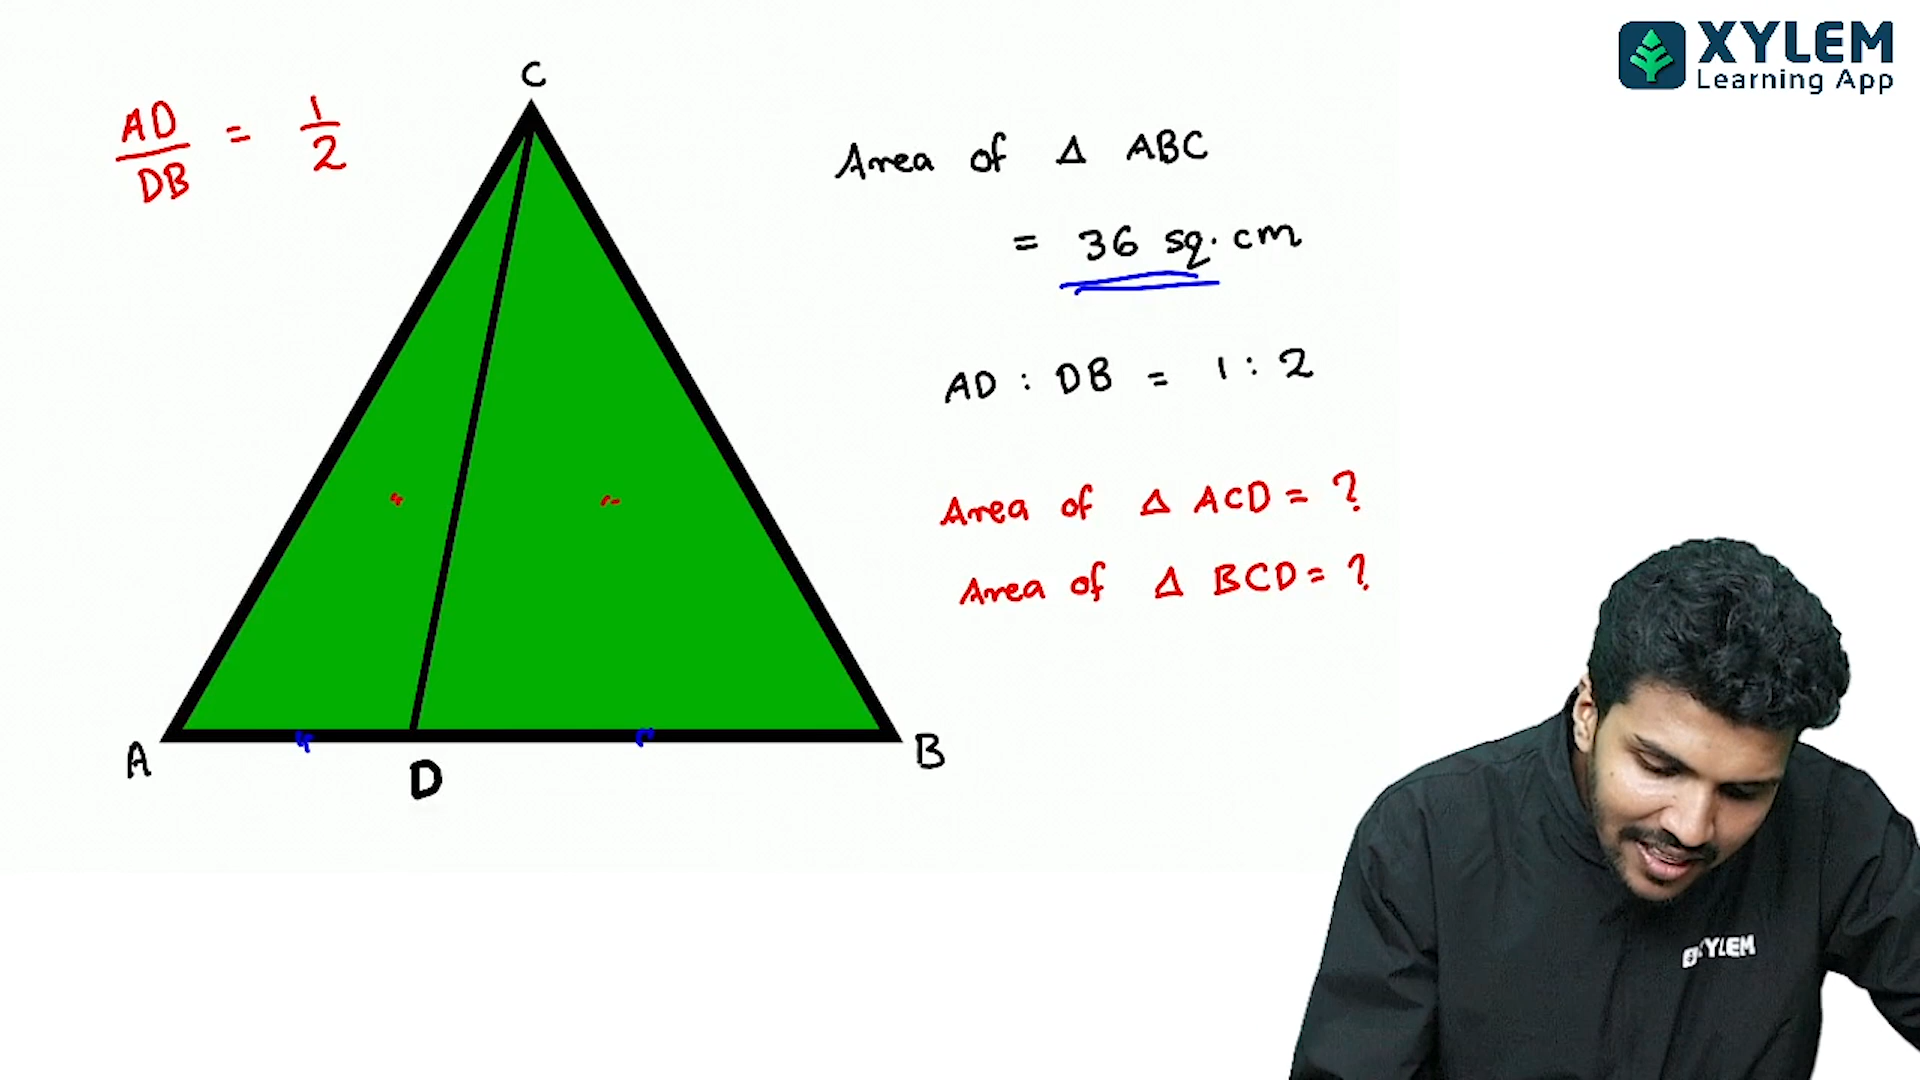 XYLEM
Learning App
C
AD
DB
=
1
2
Area of Δ ABC
= 36 sq. cm
AD : DB = 1 : 2
Area of Δ ACD = ?
Area of Δ BCD = ?
A
D
B
XYLEM